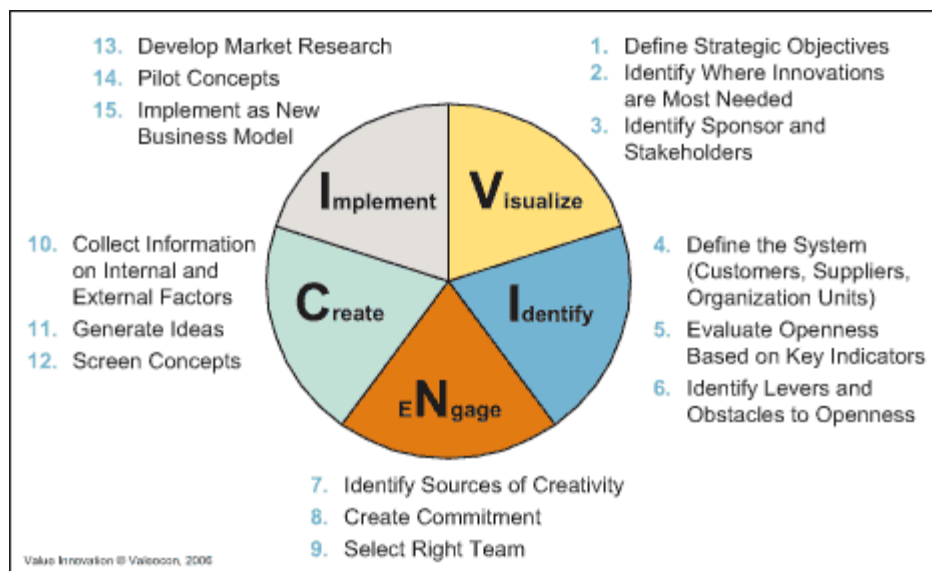 13. Develop Market Research
14. Pilot Concepts
15. Implement as New
Business Model
1. Define Strategic Objectives
2. Identify Where Innovations
are Most Needed
3. Identify Sponsor and
Stakeholders
Implement
Visualize
10. Collect Information
on Internal and
External Factors
11. Generate Ideas
12. Screen Concepts
Create
Identify
4. Define the System
(Customers, Suppliers,
Organization Units)
5. Evaluate Openness
Based on Key Indicators
6. Identify Levers and
Obstacles to Openness
ENgage
7. Identify Sources of Creativity
8. Create Commitment
9. Select Right Team
Value Innovation © Valeocon, 2006